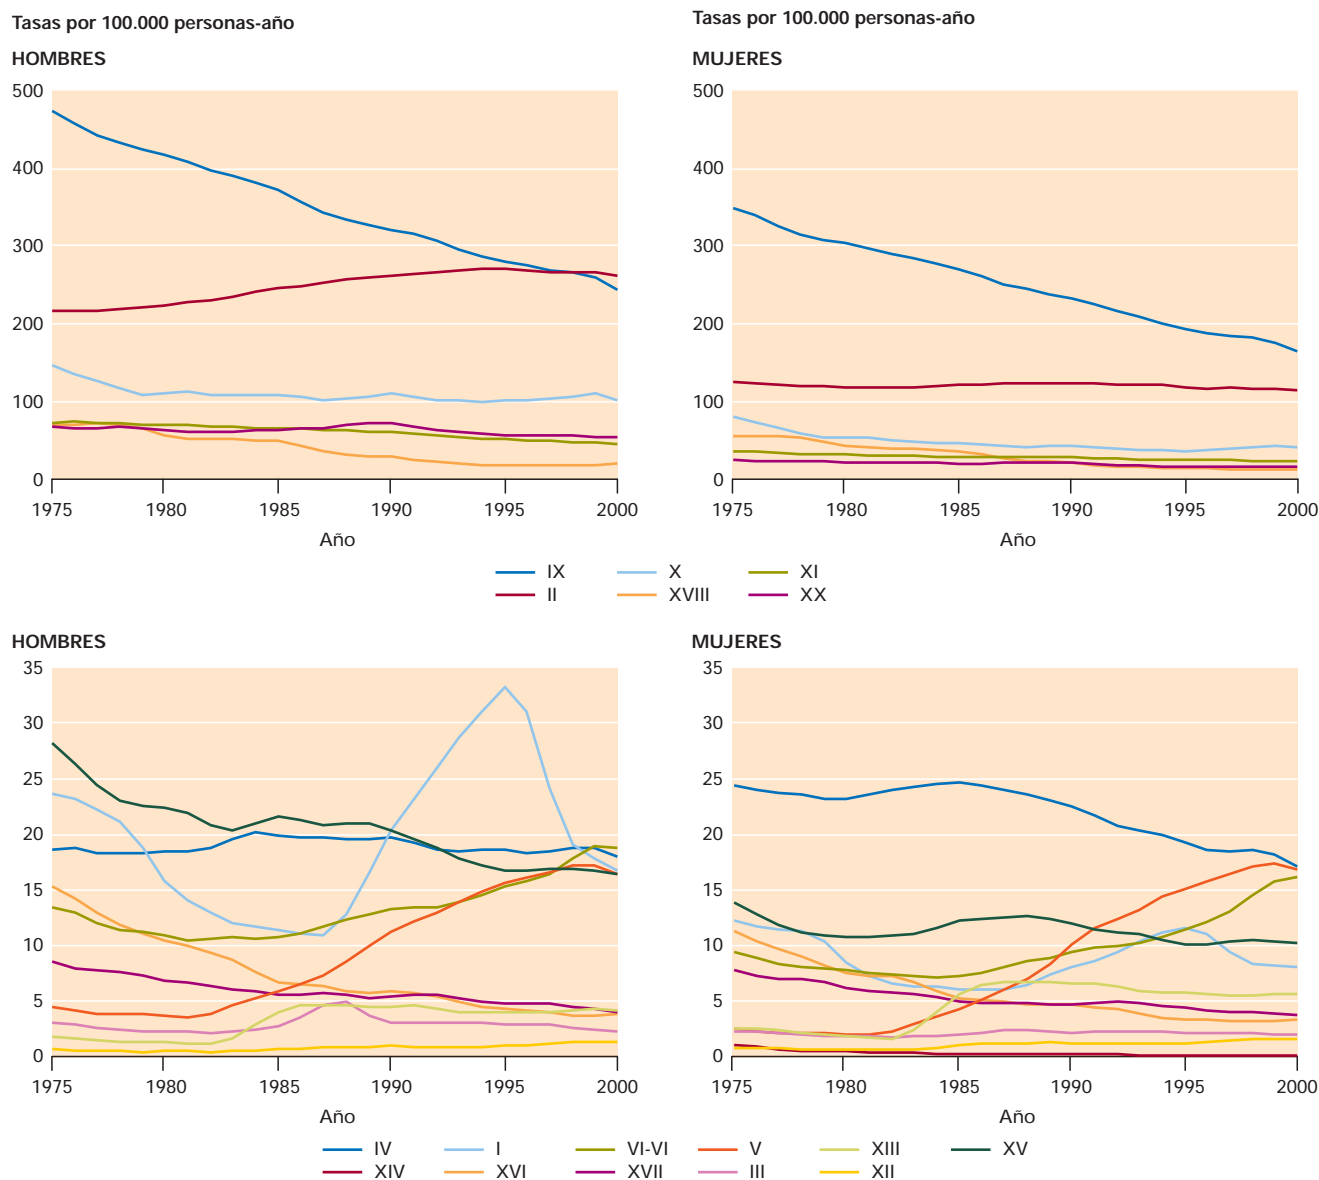 Tasas por 100.000 personas-año
Tasas por 100.000 personas-año
HOMBRES
MUJERES
500
400
300
200
100
0
1975 1980 1985 1990 1995 2000
Año
500
400
300
200
100
0
1975 1980 1985 1990 1995 2000
Año
IX X XI
II XVIII XX
HOMBRES
MUJERES
35
30
25
20
15
10
5
0
1975 1980 1985 1990 1995 2000
Año
35
30
25
20
15
10
5
0
1975 1980 1985 1990 1995 2000
Año
IV I VI-VI V XIII XV
XIV XVI XVII III XII